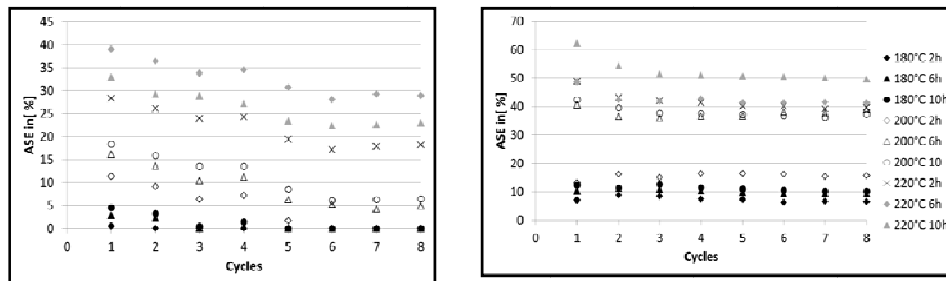 45
40
35
30
25
20
15
10
5
0
ASE in[ %]
0 1 2 3 4 5 6 7 8
Cycles
70
60
50
40
30
20
10
0
ASE in[ %]
0 1 2 3 4 5 6 7 8
Cycles
180°C 2h
180°C 6h
180°C 10h
200°C 2h
200°C 6h
200°C 10
220°C 2h
220°C 6h
220°C 10h